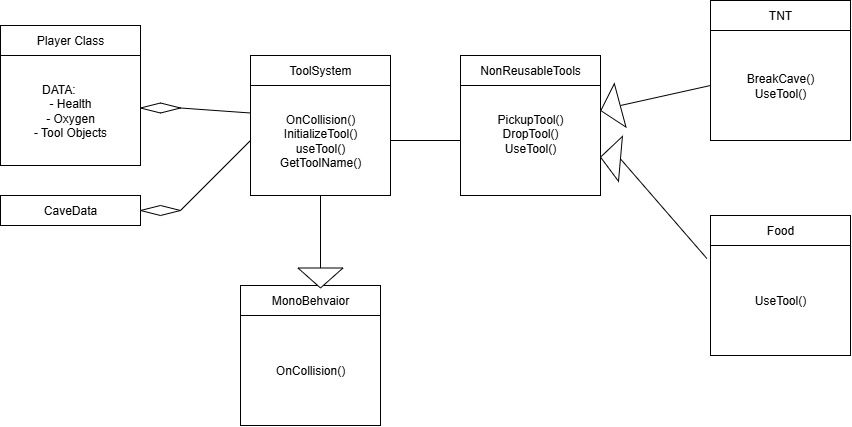 Player Class
DATA:
- Health
- Oxygen
- Tool Objects
CaveData
ToolSystem
OnCollision()
InitializeTool()
useTool()
GetToolName()
MonoBehvaior
OnCollision()
NonReusableTools
PickupTool()
DropTool()
UseTool()
TNT
BreakCave()
UseTool()
Food
UseTool()